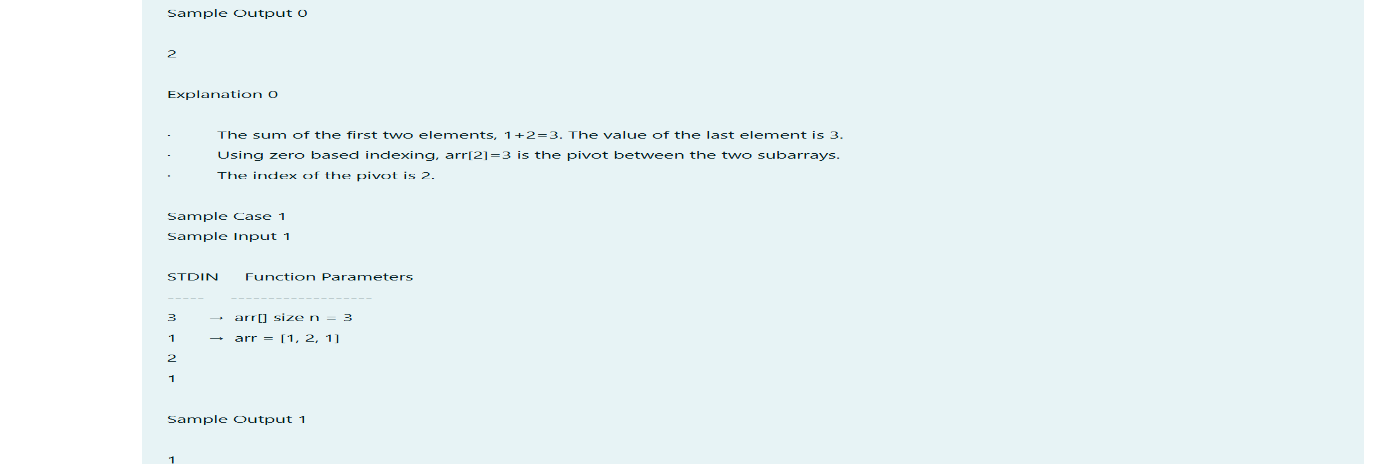 Sample Output 0
2
Explanation 0
· The sum of the first two elements, 1+2=3. The value of the last element is 3.
· Using zero based indexing, arr[2]=3 is the pivot between the two subarrays.
· The index of the pivot is 2.
Sample Case 1
Sample Input 1
STDIN Function Parameters
----- -------------------
3 → arr[] size n = 3
1 → arr = [1, 2, 1]
2
1
Sample Output 1
1